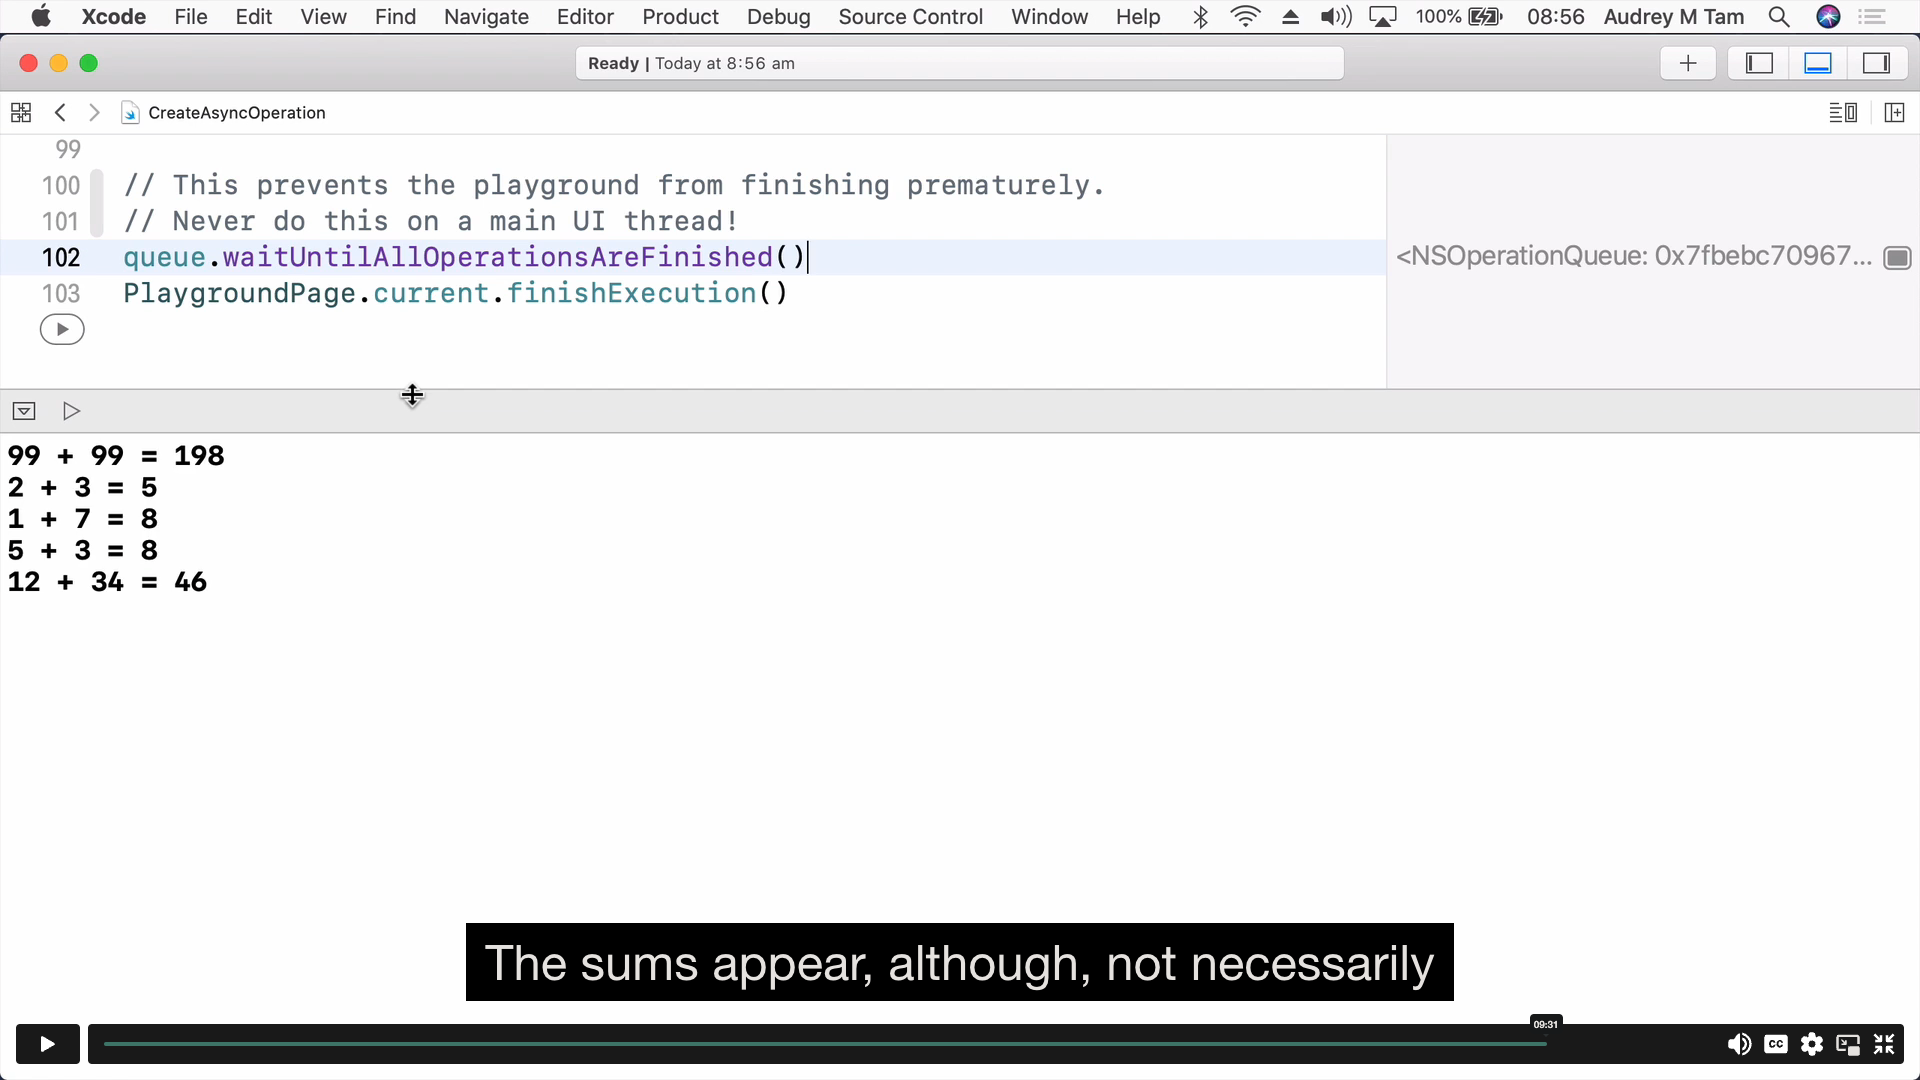 Xcode File Edit View Find Navigate Editor Product Debug Source Control Window Help 100% 08:56 Audrey M Tam
Ready | Today at 8:56 am
CreateAsyncOperation
99
100 // This prevents the playground from finishing prematurely.
101 // Never do this on a main UI thread!
102 queue.waitUntilAllOperationsAreFinished() <NSOperationQueue: 0x7fbebc70967...
103 PlaygroundPage.current.finishExecution()
99 + 99 = 198
2 + 3 = 5
1 + 7 = 8
5 + 3 = 8
12 + 34 = 46
The sums appear, although, not necessarily
09:31
CC